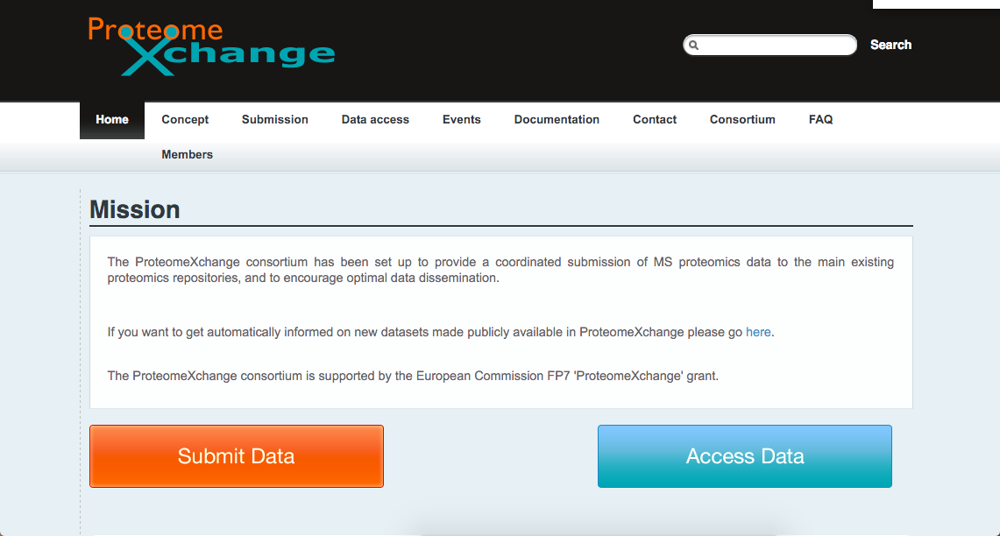 Proteome
Xchange
Search
Home Concept Submission Data access Events Documentation Contact Consortium FAQ
Members
Mission
The ProteomeXchange consortium has been set up to provide a coordinated submission of MS proteomics data to the main existing
proteomics repositories, and to encourage optimal data dissemination.
If you want to get automatically informed on new datasets made publicly available in ProteomeXchange please go here.
The ProteomeXchange consortium is supported by the European Commission FP7 'ProteomeXchange' grant.
Submit Data Access Data